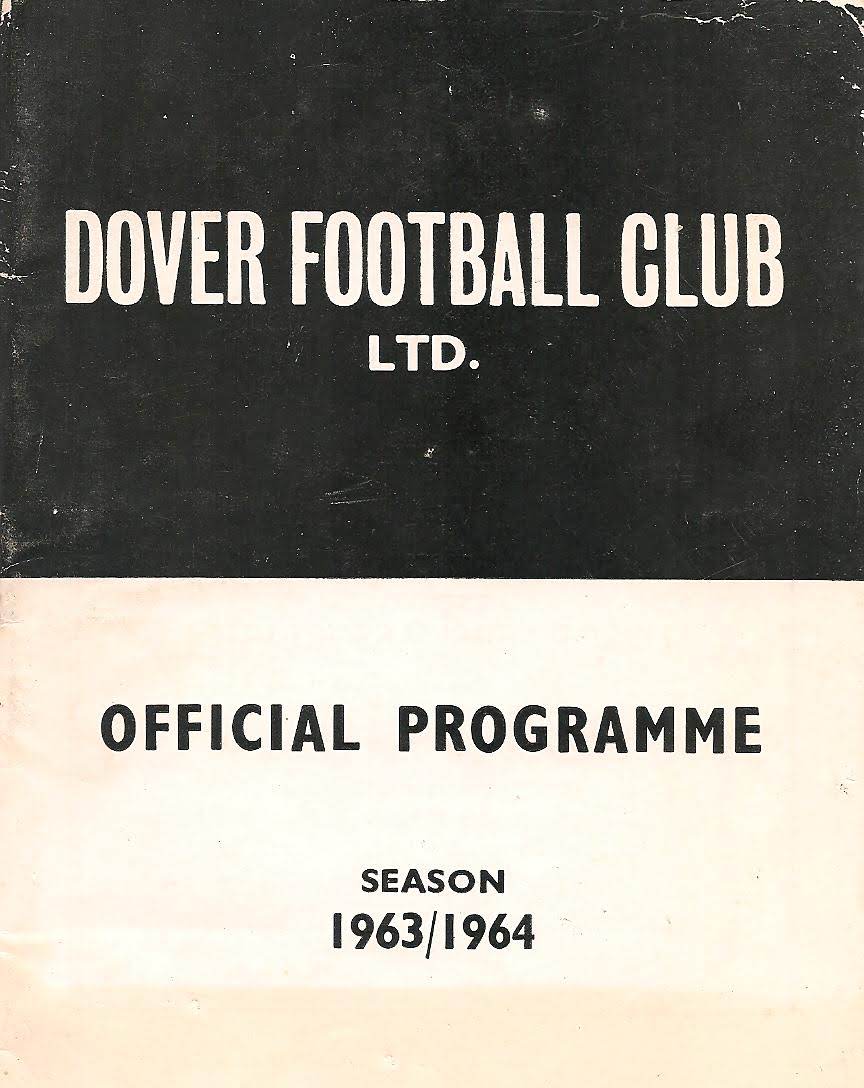 DOVER FOOTBALL CLUB
LTD.
OFFICIAL PROGRAMME
SEASON
1963/1964